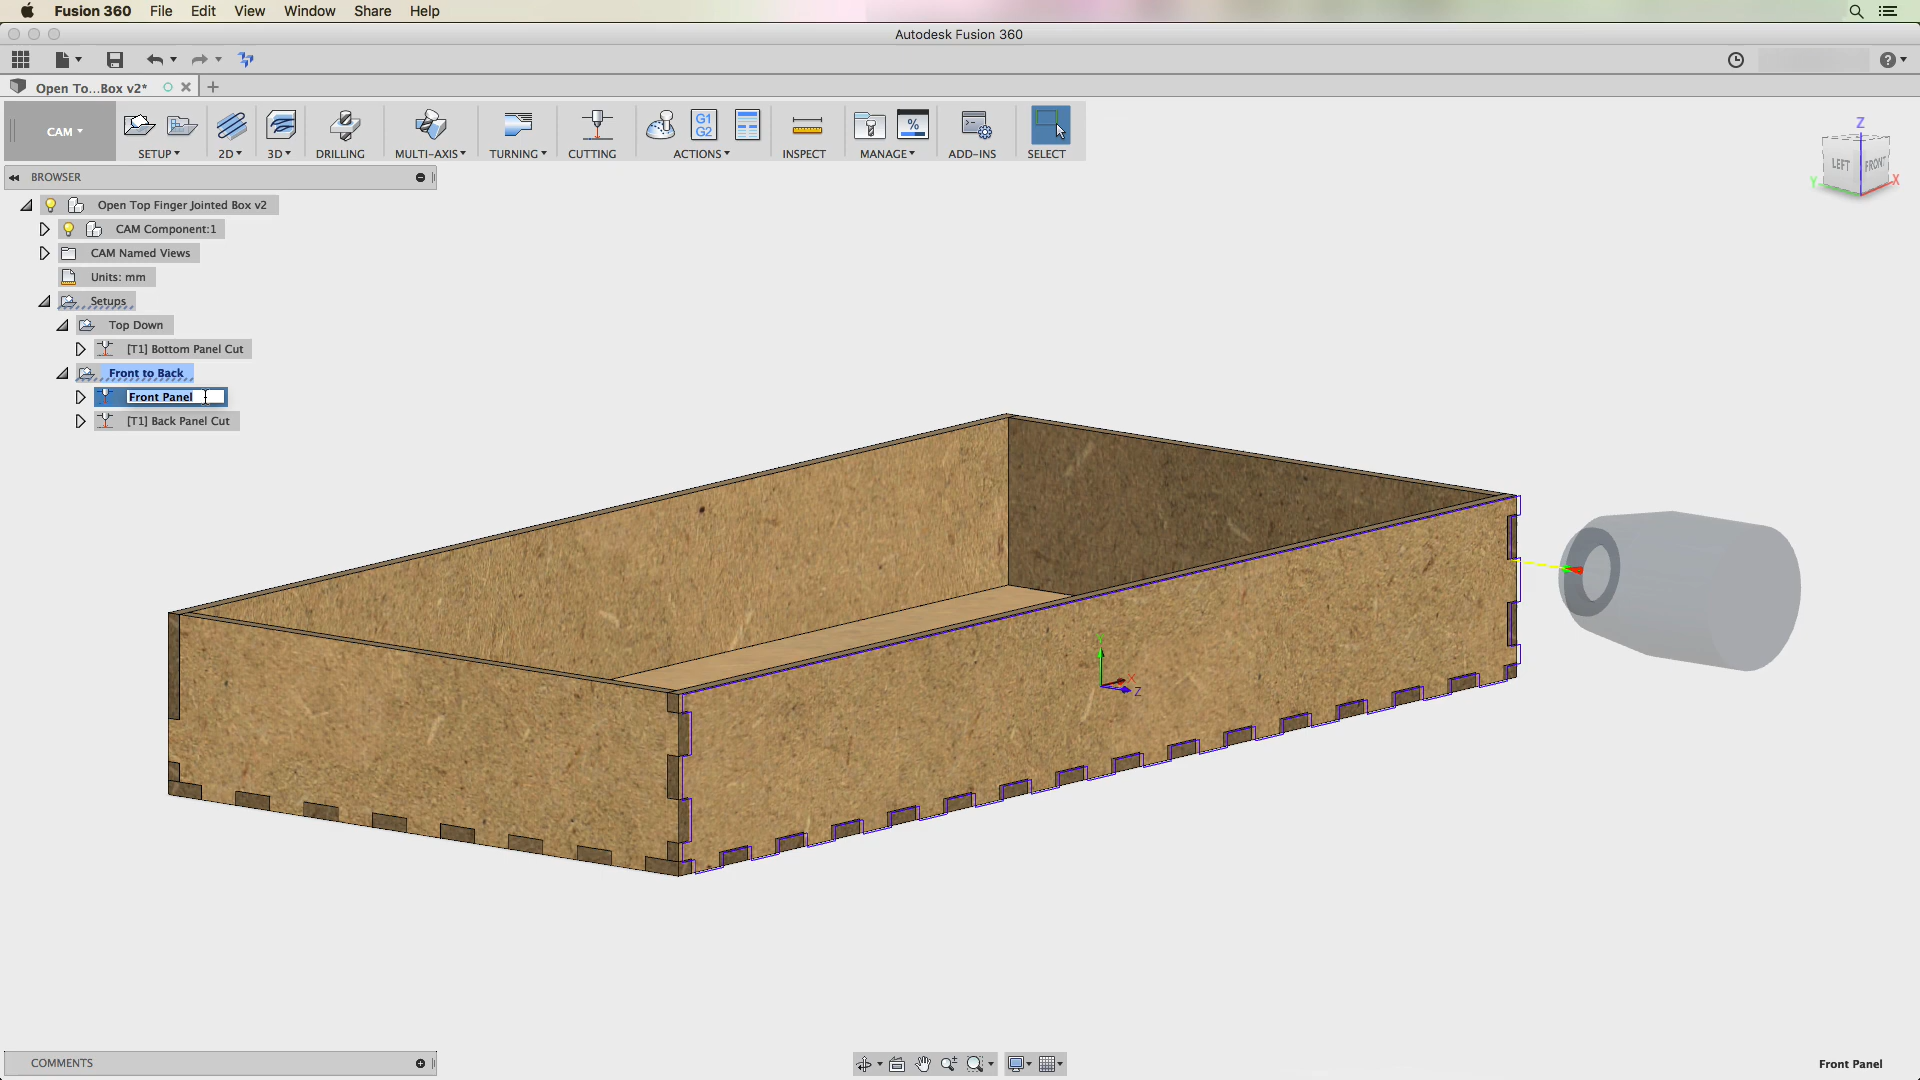 Fusion 360 File Edit View Window Share Help
Autodesk Fusion 360
Open To...Box v2*
CAM
SETUP 2D 3D DRILLING MULTI-AXIS TURNING CUTTING ACTIONS INSPECT MANAGE ADD-INS SELECT
G1
G2
%
Z
LEFT FRONT
Y X
BROWSER
Open Top Finger Jointed Box v2
CAM Component:1
CAM Named Views
Units: mm
Setups
Top Down
[T1] Bottom Panel Cut
Front to Back
Front Panel
[T1] Back Panel Cut
Y
X
Z
COMMENTS
Front Panel